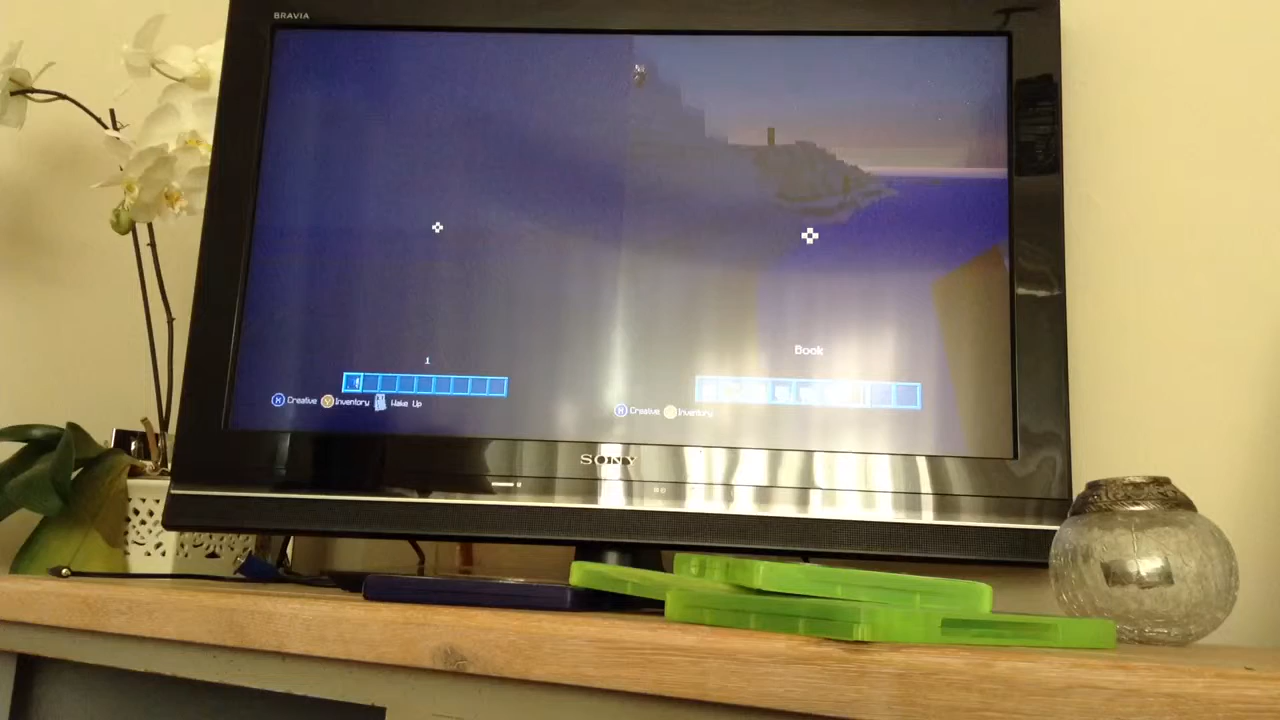 BRAVIA
Book
1
X Creative Y Inventory Wake Up
X Creative Y Inventory
SONY